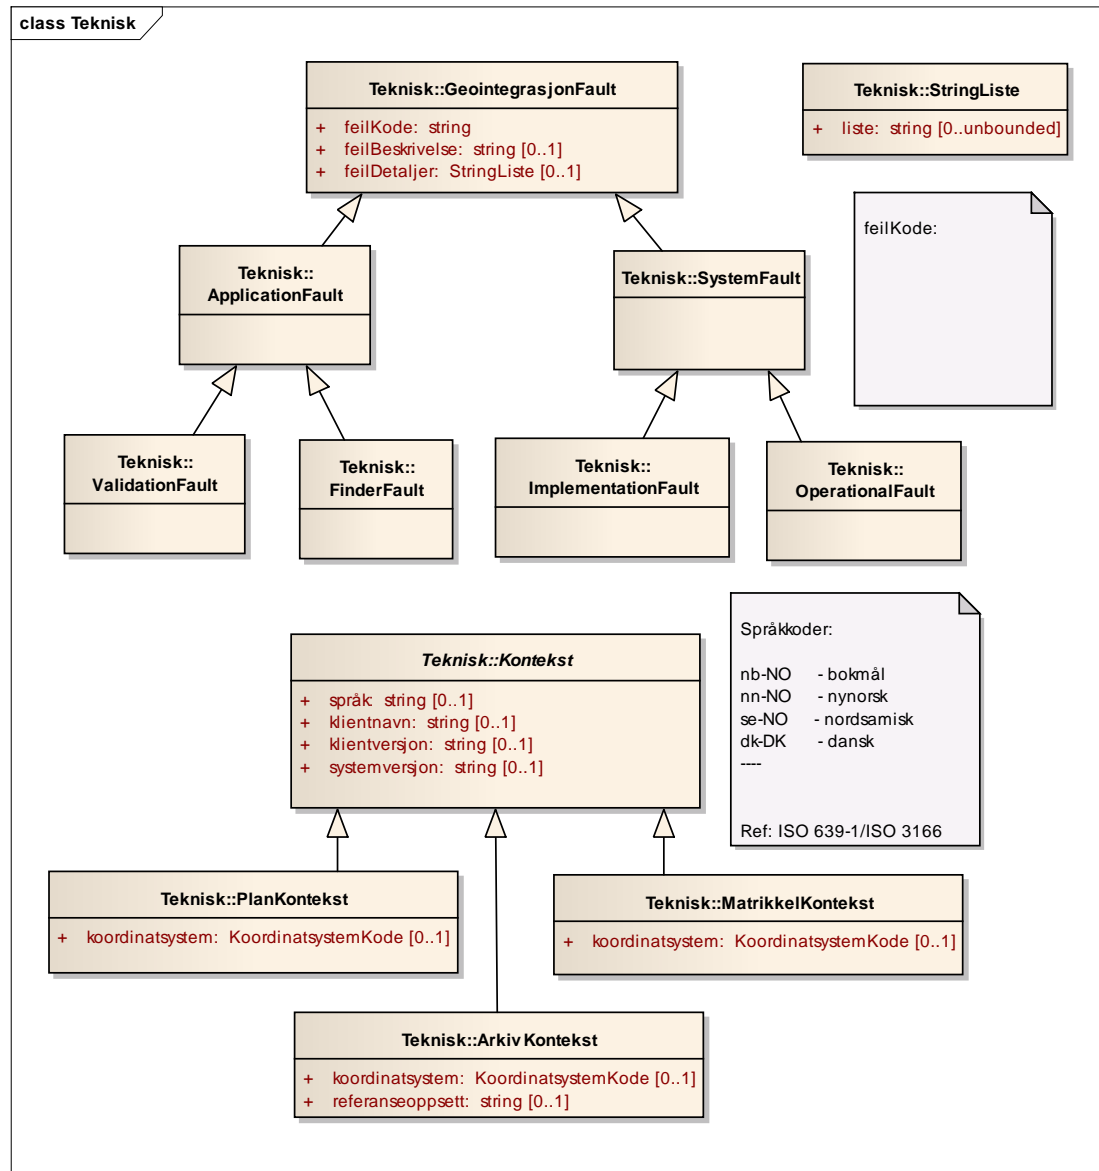 class Teknisk
Teknisk::GeointegrasjonFault
+ feilKode: string
+ feilBeskrivelse: string [0..1]
+ feilDetaljer: StringListe [0..1]
Teknisk::StringListe
+ liste: string [0..unbounded]
feilKode:
Teknisk::
ApplicationFault
Teknisk::SystemFault
Teknisk::
ValidationFault
Teknisk::
FinderFault
Teknisk::
ImplementationFault
Teknisk::
OperationalFault
Teknisk::Kontekst
+ språk: string [0..1]
+ klientnavn: string [0..1]
+ klientversjon: string [0..1]
+ systemversjon: string [0..1]
Språkkoder:
nb-NO - bokmål
nn-NO - nynorsk
se-NO - nordsamisk
dk-DK - dansk
----
Ref: ISO 639-1/ISO 3166
Teknisk::PlanKontekst
+ koordinatsystem: KoordinatsystemKode [0..1]
Teknisk::MatrikkelKontekst
+ koordinatsystem: KoordinatsystemKode [0..1]
Teknisk::ArkivKontekst
+ koordinatsystem: KoordinatsystemKode [0..1]
+ referanseoppsett: string [0..1]